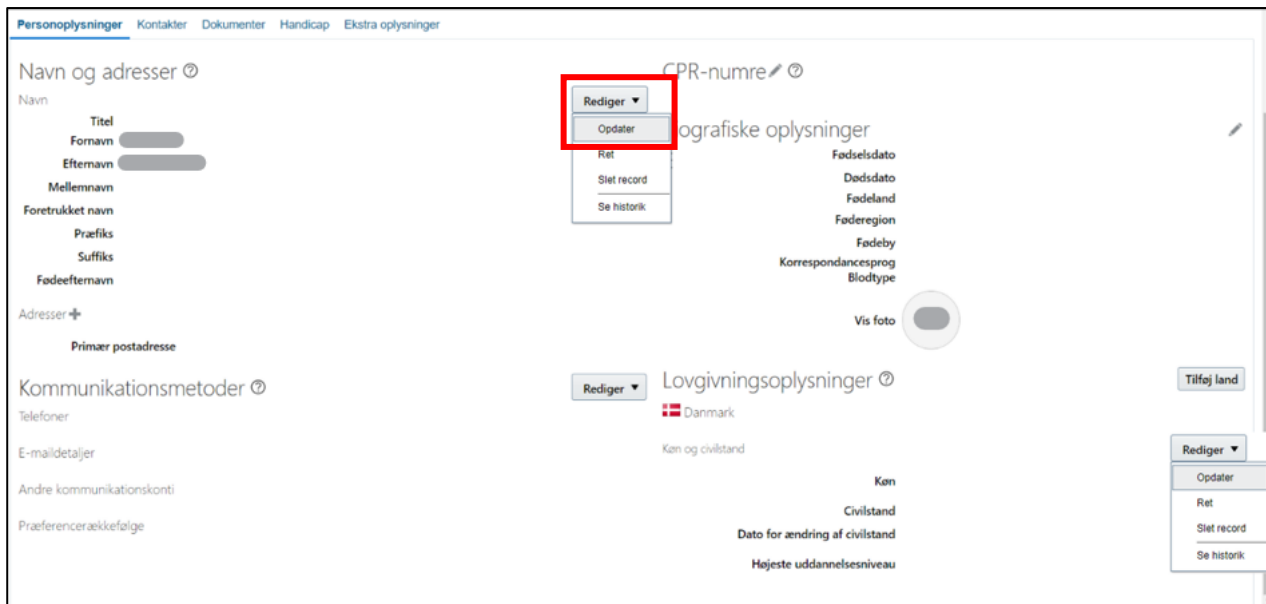 Personoplysninger Kontakter Dokumenter Handicap Ekstra oplysninger
Navn og adresser
Navn
Rediger
Opdater
Ret
Slet record
Se historik
Titel
Fornavn
Efternavn
Mellemnavn
Foretrukket navn
Præfiks
Suffiks
Fødeefternavn
Adresser
Primær postadresse
Kommunikationsmetoder
Rediger
Telefoner
E-maildetaljer
Andre kommunikationskonti
Præferencerækkefølge
CPR-numre
ografiske oplysninger
Fødselsdato
Dødsdato
Fødeland
Føderegion
Fødeby
Korrespondancesprog
Blodtype
Vis foto
Lovgivningsoplysninger
Tilføj land
Danmark
Køn og civilstand
Rediger
Opdater
Ret
Slet record
Se historik
Køn
Civilstand
Dato for ændring af civilstand
Højeste uddannelsesniveau